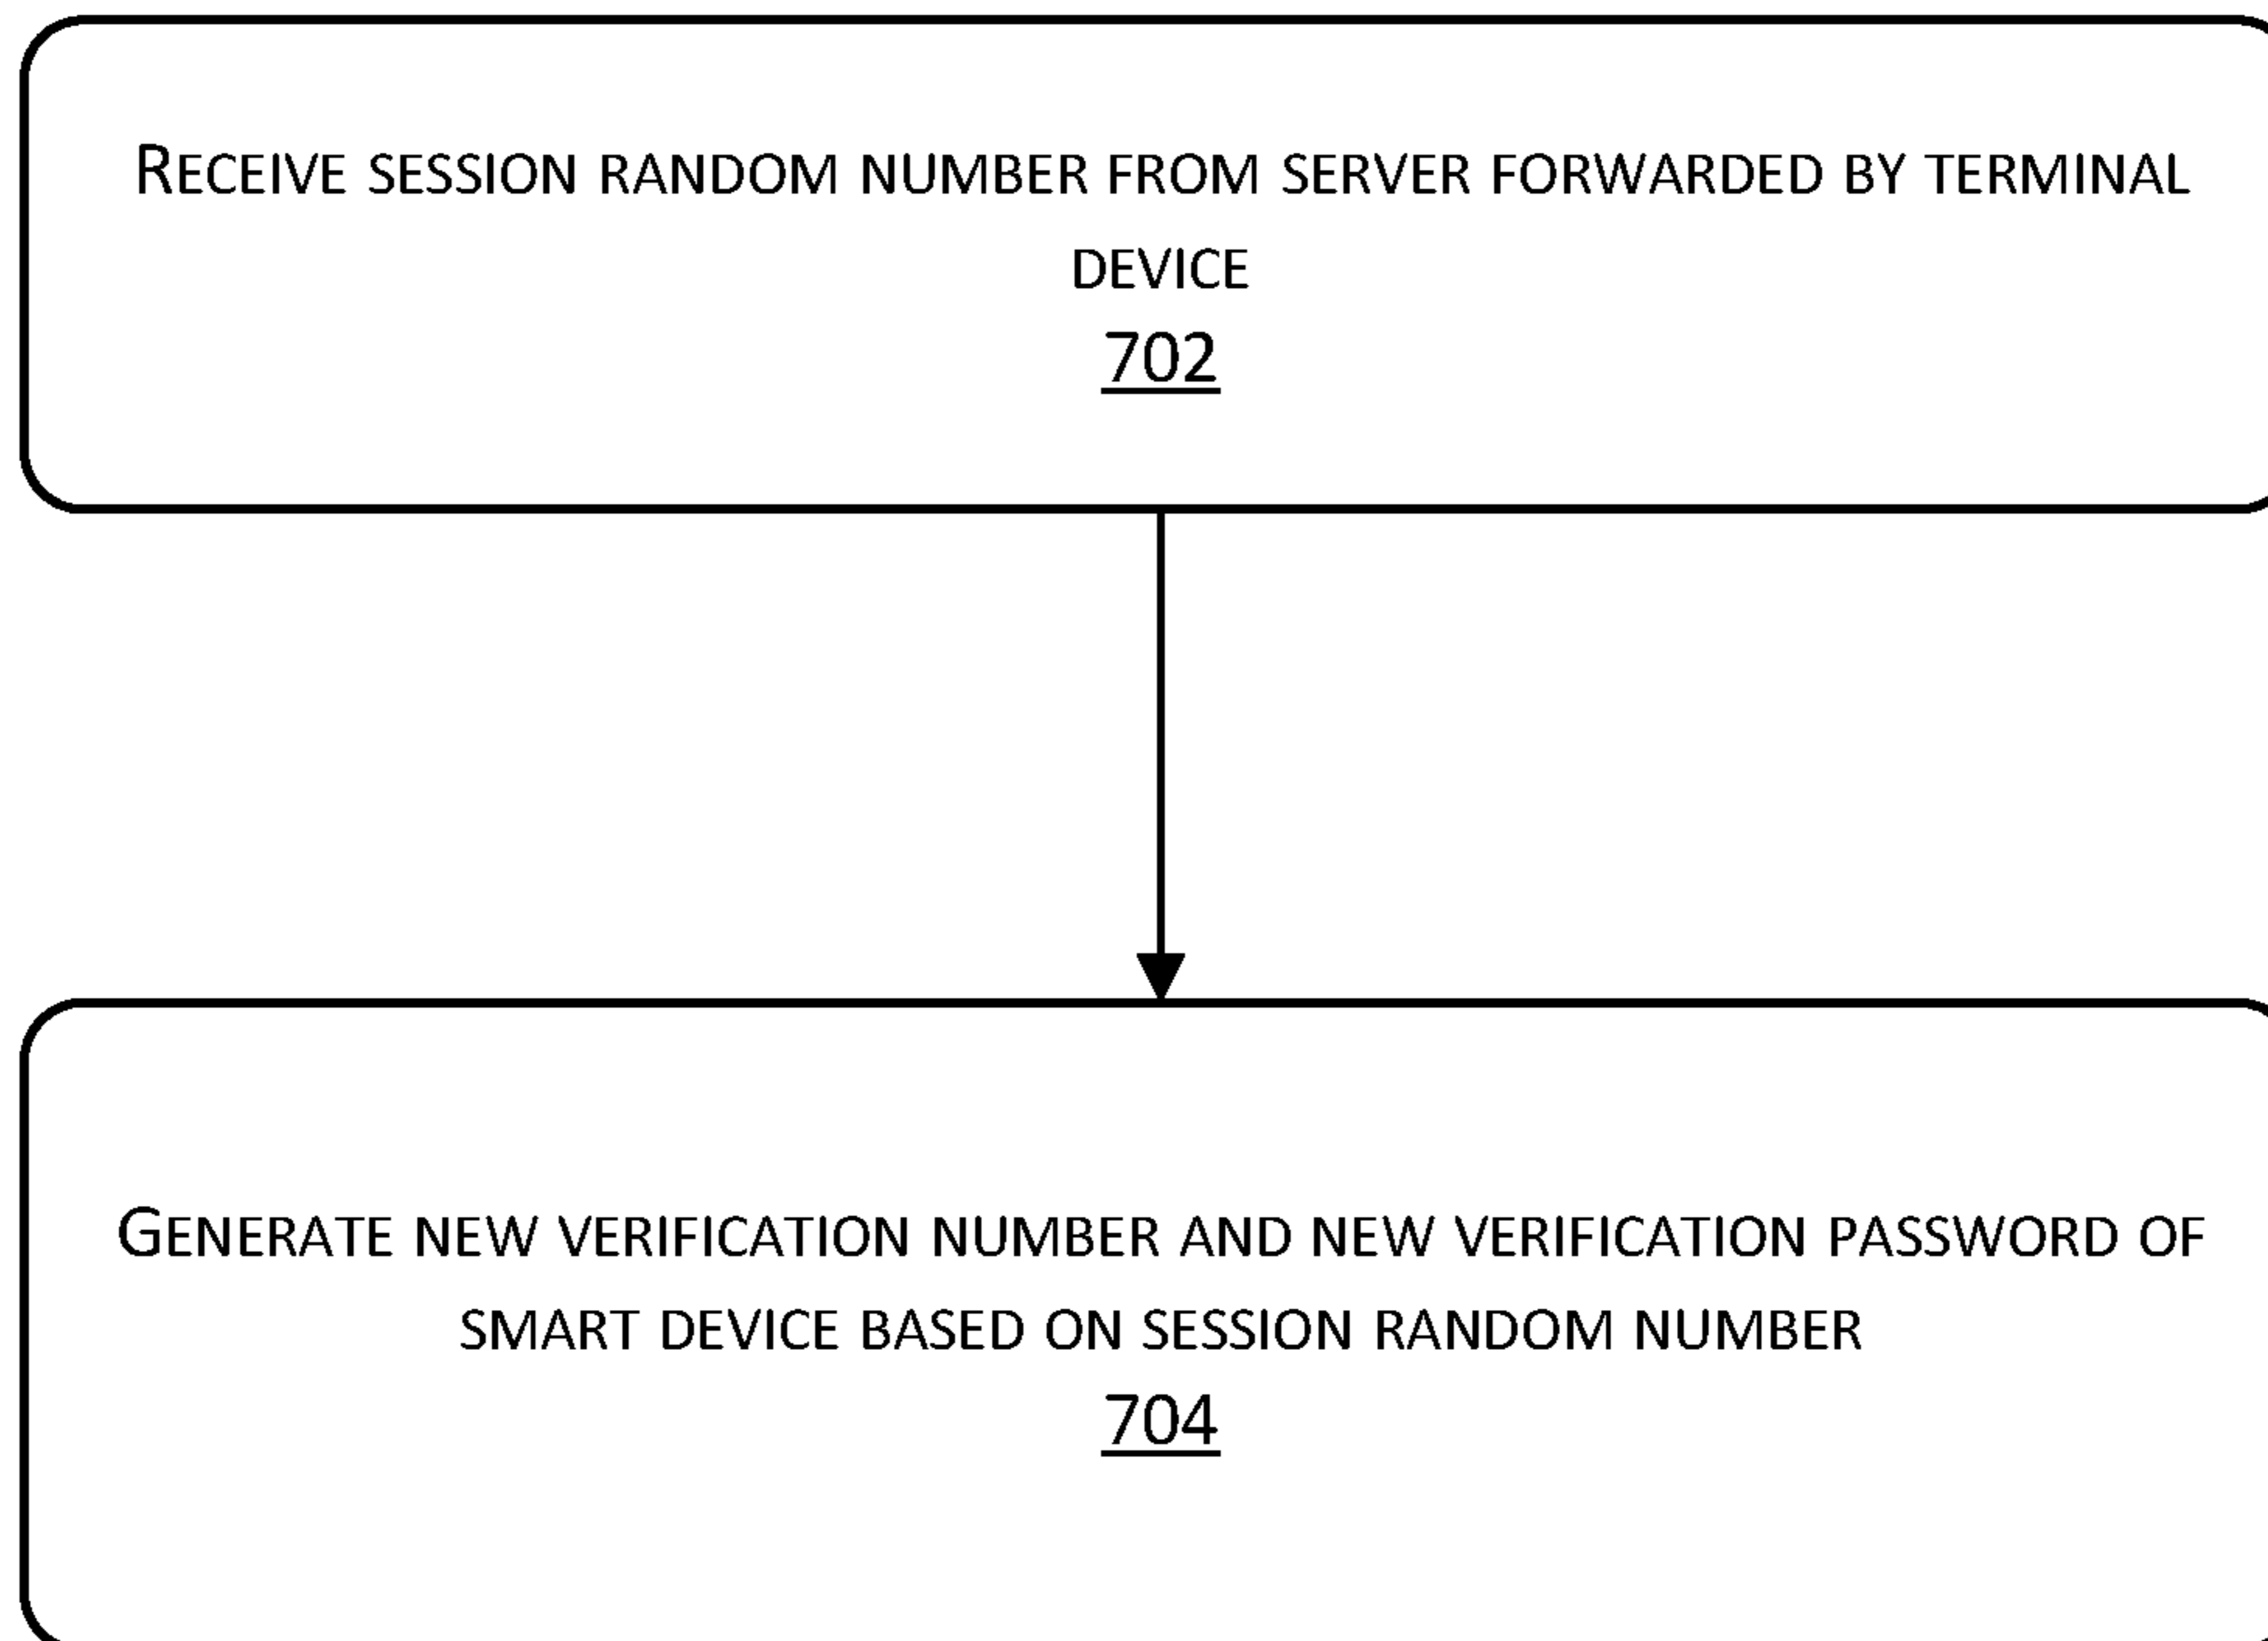 RECEIVE SESSION RANDOM NUMBER FROM SERVER FORWARDED BY TERMINAL
DEVICE
702
GENERATE NEW VERIFICATION NUMBER AND NEW VERIFICATION PASSWORD OF
SMART DEVICE BASED ON SESSION RANDOM NUMBER
704